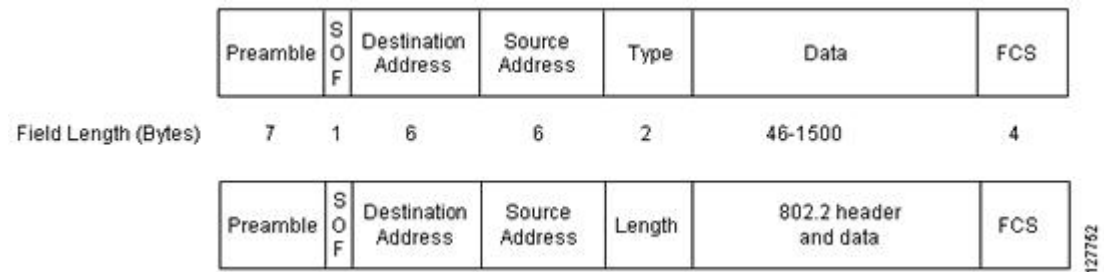 Preamble
S
O
F
Destination
Address
Source
Address
Type
Data
FCS
Field Length (Bytes) 7 1 6 6 2 46-1500 4
Preamble
S
O
F
Destination
Address
Source
Address
Length
802.2 header
and data
FCS
127752